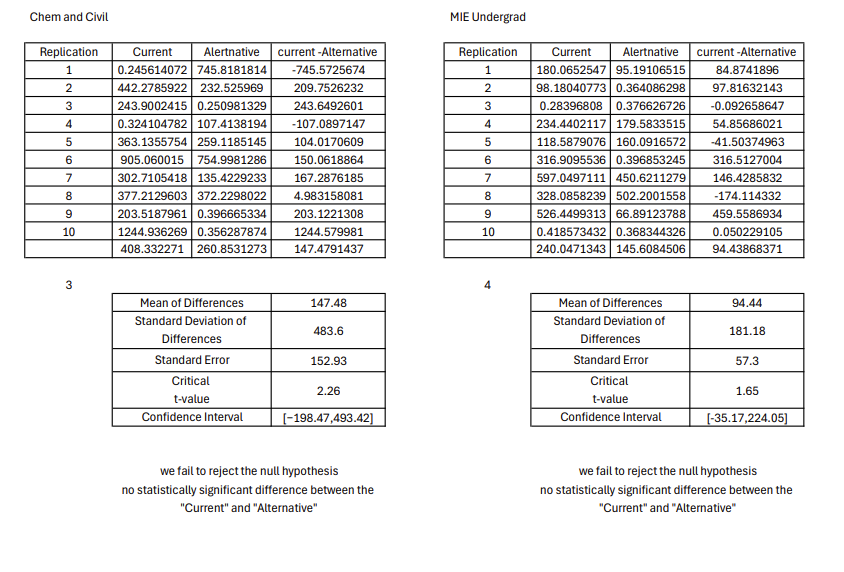 Chem and Civil
Replication Current Alertnative current -Alternative
1 0.245614072 745.8181814 -745.5725674
2 442.2785922 232.525969 209.7526232
3 243.9002415 0.250981329 243.6492601
4 0.324104782 107.4138194 -107.0897147
5 363.1355754 259.1185145 104.0170609
6 905.060015 754.9981286 150.0618864
7 302.7105418 135.4229233 167.2876185
8 377.2129603 372.2298022 4.983158081
9 203.5187961 0.396665334 203.1221308
10 1244.936269 0.356287874 1244.579981
408.332271 260.8531273 147.4791437
3
Mean of Differences 147.48
Standard Deviation of
Differences 483.6
Standard Error 152.93
Critical
t-value 2.26
Confidence Interval [−198.47,493.42]
we fail to reject the null hypothesis
no statistically significant difference between the
"Current" and "Alternative"
MIE Undergrad
Replication Current Alertnative current -Alternative
1 180.0652547 95.19106515 84.8741896
2 98.18040773 0.364086298 97.81632143
3 0.28396808 0.376626726 -0.092658647
4 234.4402117 179.5833515 54.85686021
5 118.5879076 160.0916572 -41.50374963
6 316.9095536 0.396853245 316.5127004
7 597.0497111 450.6211279 146.4285832
8 328.0858239 502.2001558 -174.114332
9 526.4499313 66.89123788 459.5586934
10 0.418573432 0.368344326 0.050229105
240.0471343 145.6084506 94.43868371
4
Mean of Differences 94.44
Standard Deviation of
Differences 181.18
Standard Error 57.3
Critical
t-value 1.65
Confidence Interval [-35.17,224.05]
we fail to reject the null hypothesis
no statistically significant difference between the
"Current" and "Alternative"